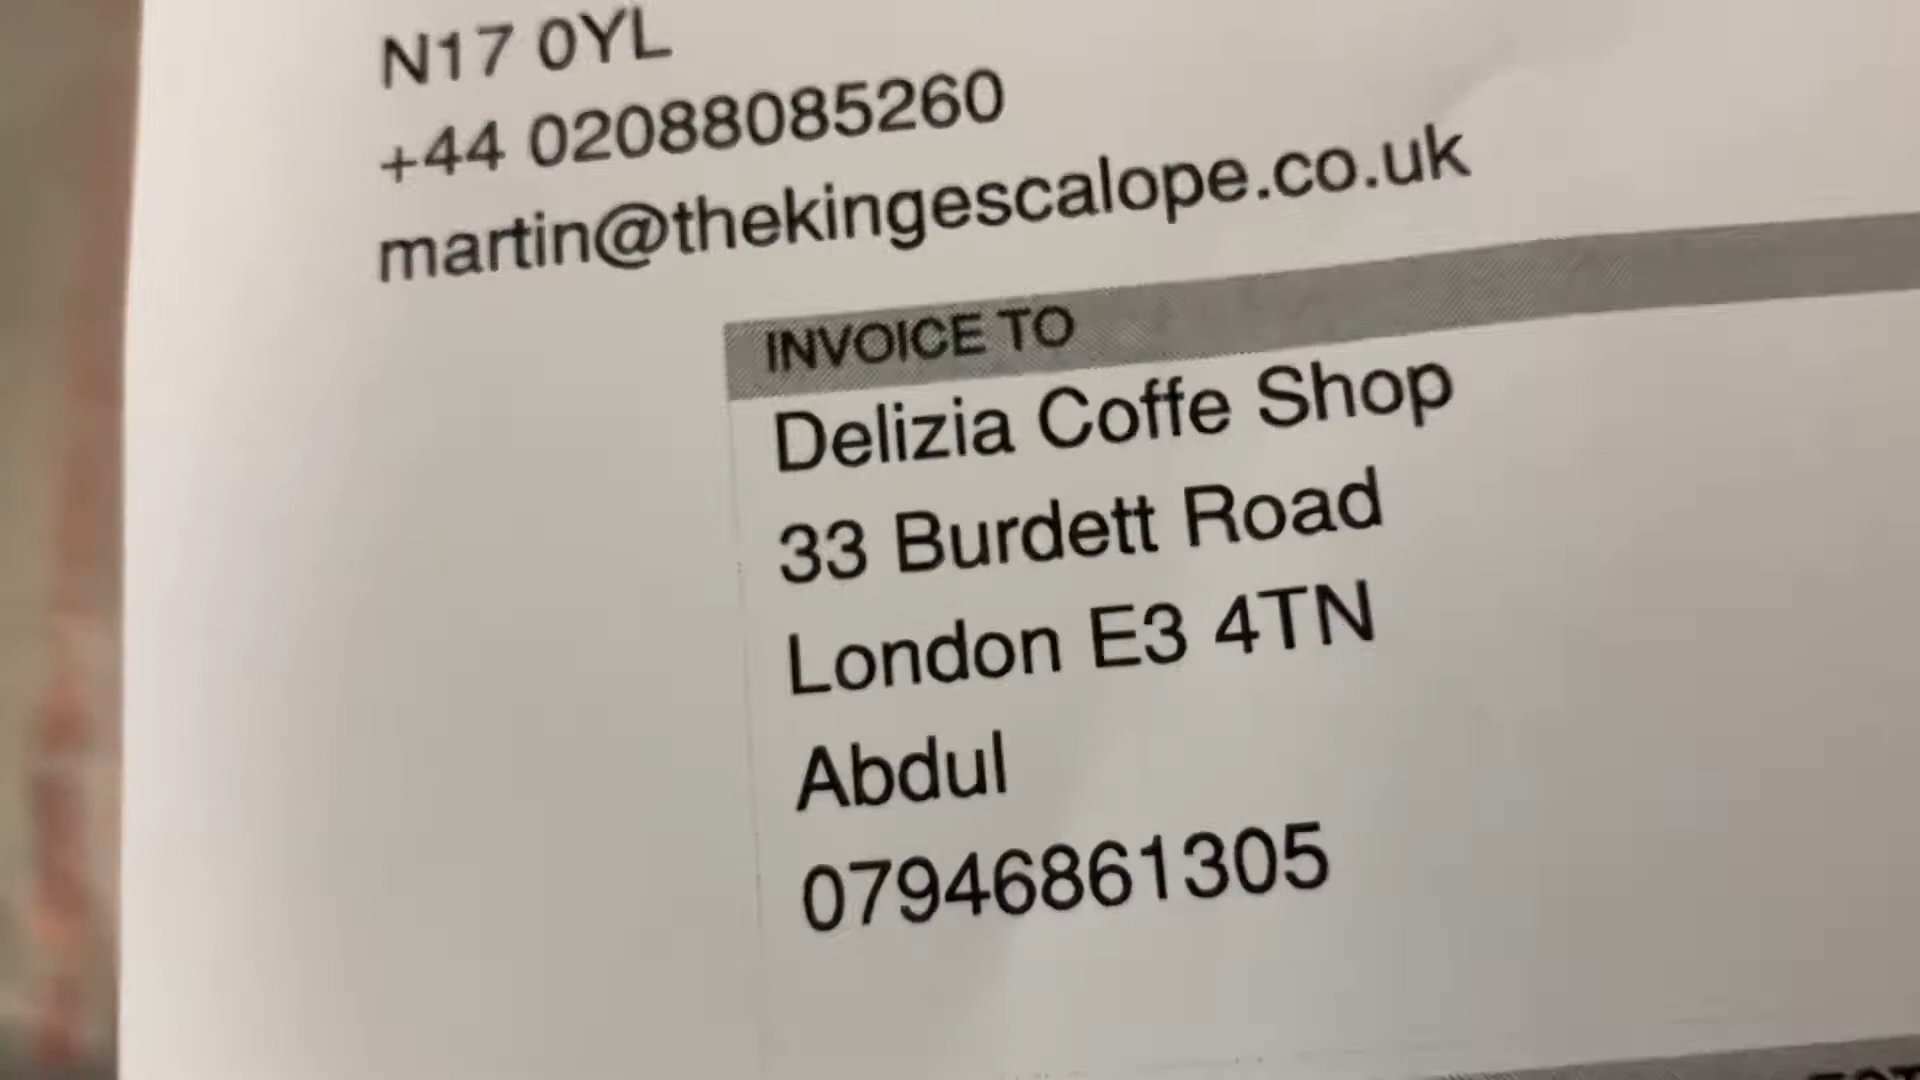 N17 0YL
+44 02088085260
martin@thekingescalope.co.uk
INVOICE TO
Delizia Coffe Shop
33 Burdett Road
London E3 4TN
Abdul
07946861305